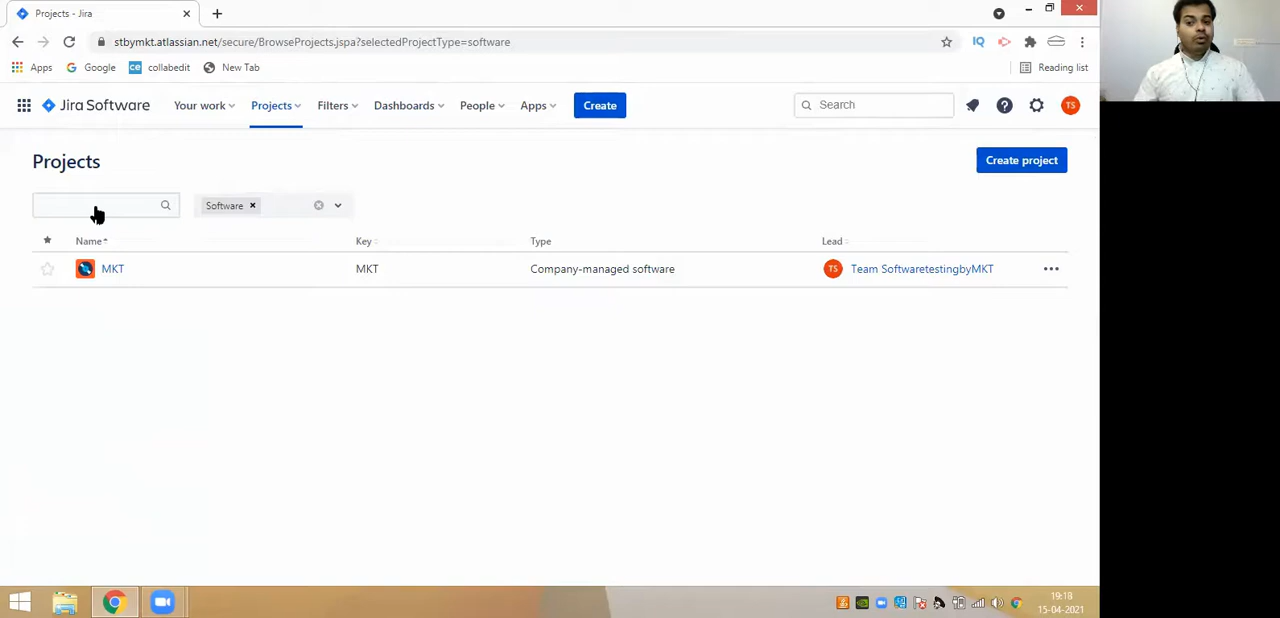 Projects - Jira
stbymkt.atlassian.net/secure/BrowseProjects.jspa?selectedProjectType=software
Apps Google ce collabedit New Tab Reading list
Jira Software Your work Projects Filters Dashboards People Apps Create Search TS
Projects Create project
Software
Name Key Type Lead
MKT MKT Company-managed software TS Team SoftwaretestingbyMKT
19:18
15-04-2021